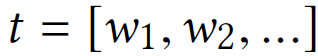 t = [w₁, w₂, ...]